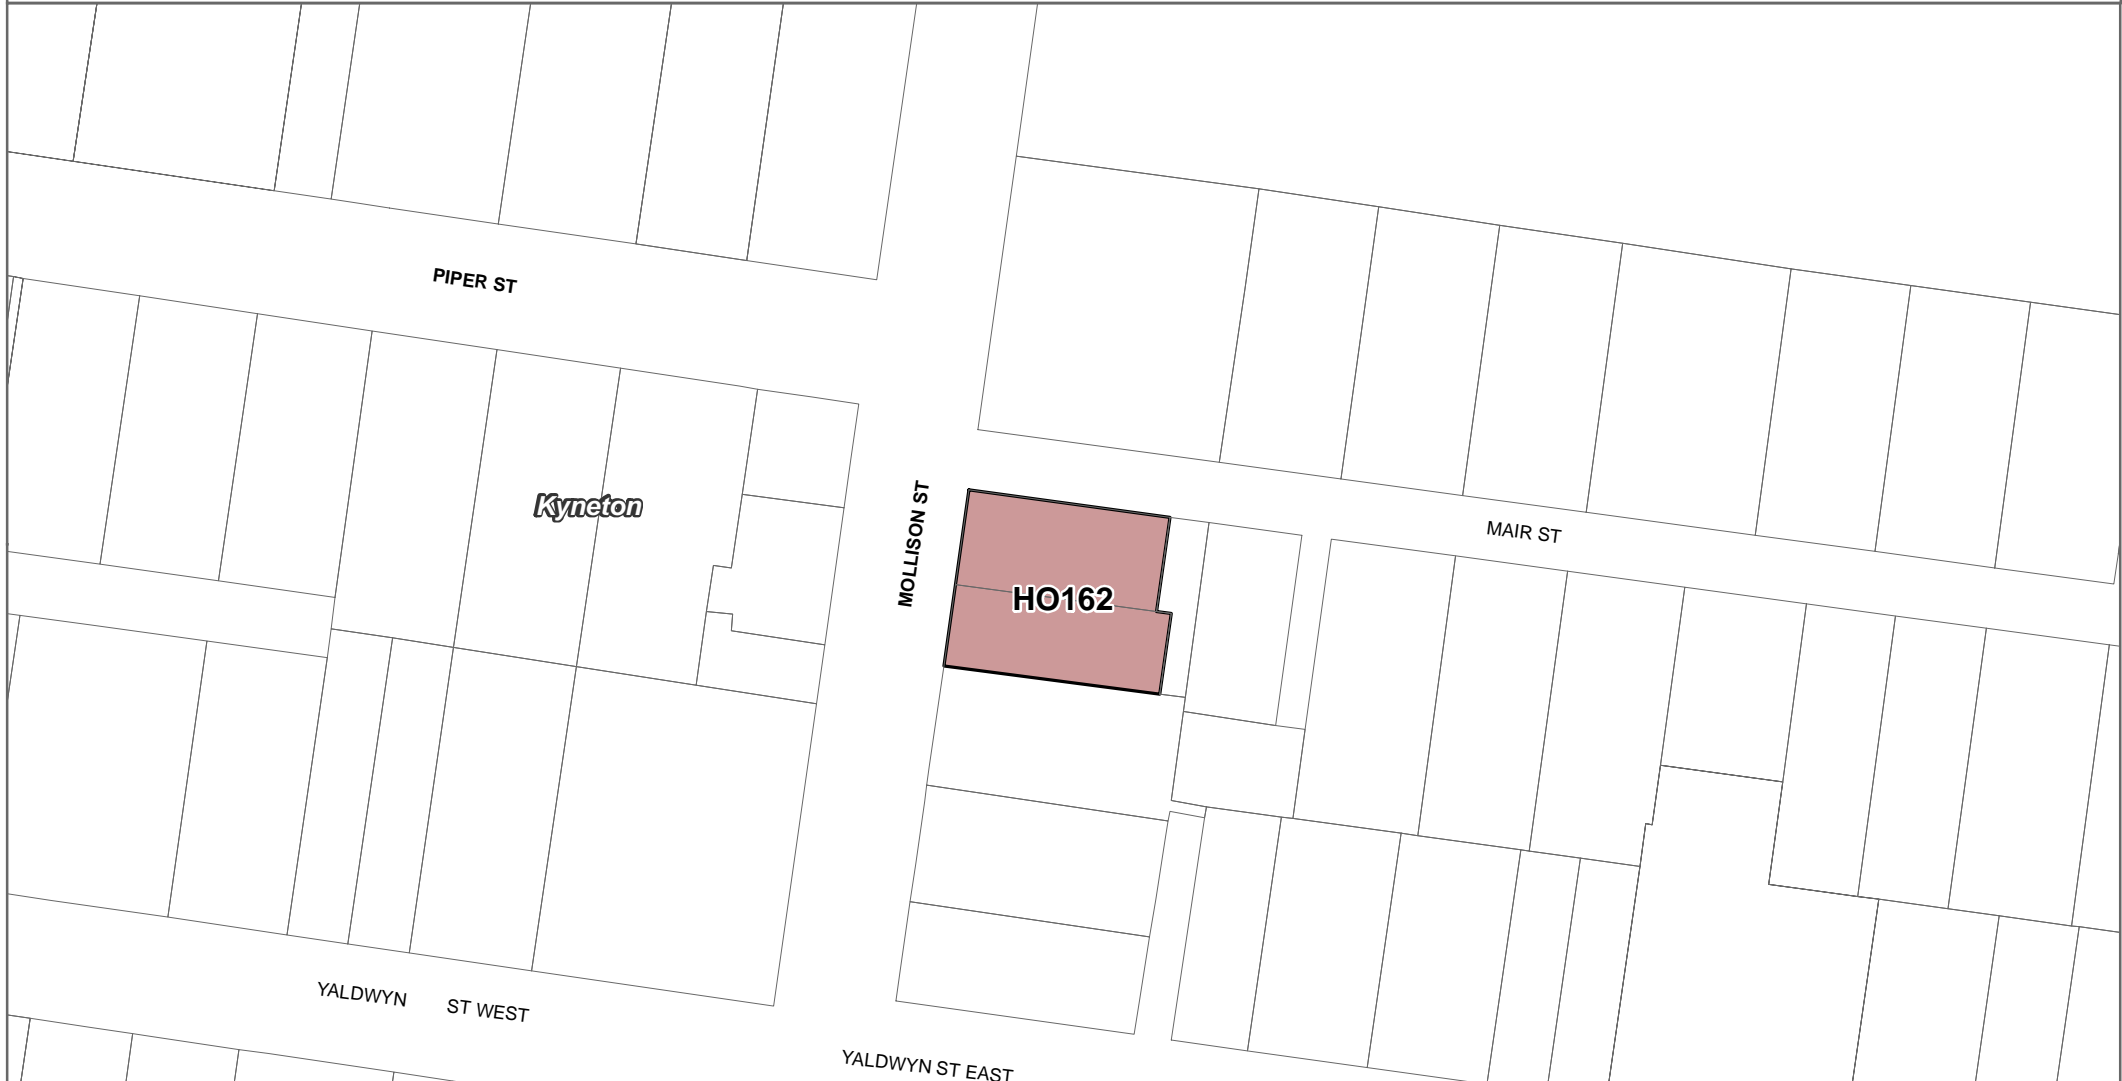 PIPER ST
Kyneton
MOLLISON ST
MAIR ST
HO162
YALDWYN ST WEST
YALDWYN ST EAST